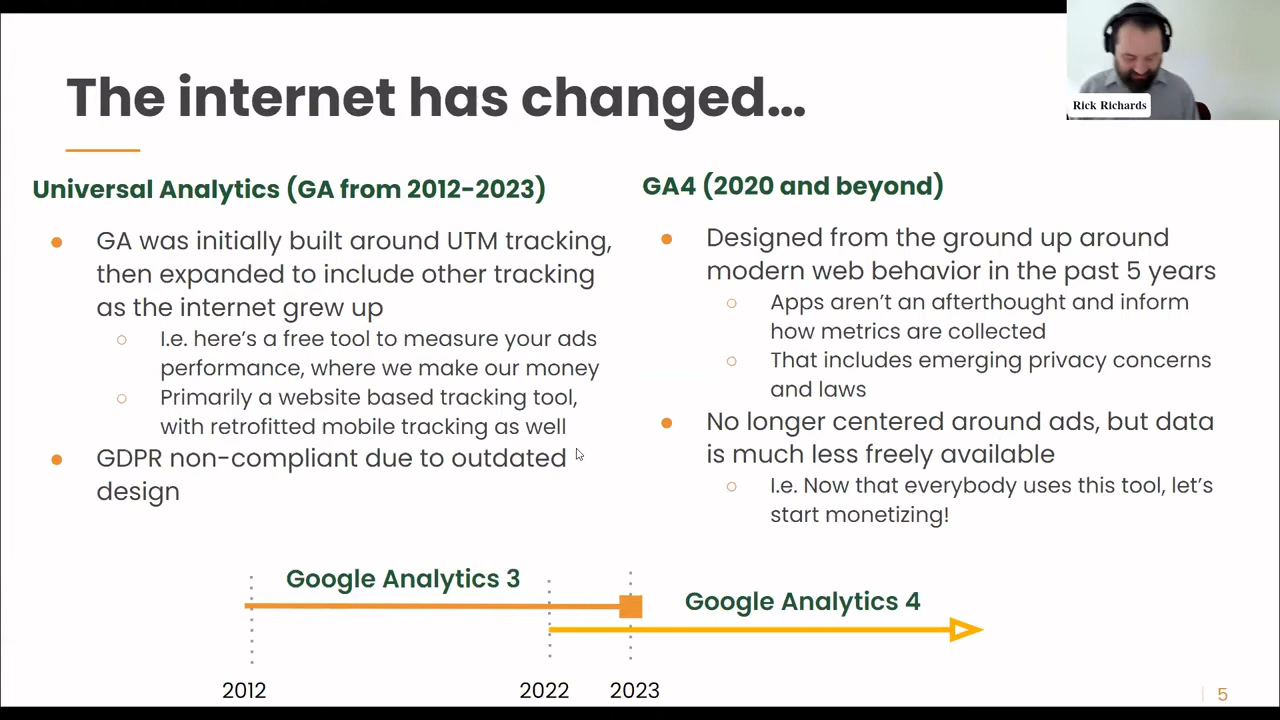 The internet has changed...
Rick Richards
Universal Analytics (GA from 2012-2023)
GA was initially built around UTM tracking,
then expanded to include other tracking
as the internet grew up
I.e. here's a free tool to measure your ads
performance, where we make our money
Primarily a website based tracking tool,
with retrofitted mobile tracking as well
GDPR non-compliant due to outdated
design
GA4 (2020 and beyond)
Designed from the ground up around
modern web behavior in the past 5 years
Apps aren't an afterthought and inform
how metrics are collected
That includes emerging privacy concerns
and laws
No longer centered around ads, but data
is much less freely available
I.e. Now that everybody uses this tool, let's
start monetizing!
Google Analytics 3
Google Analytics 4
2012
2022
2023
5